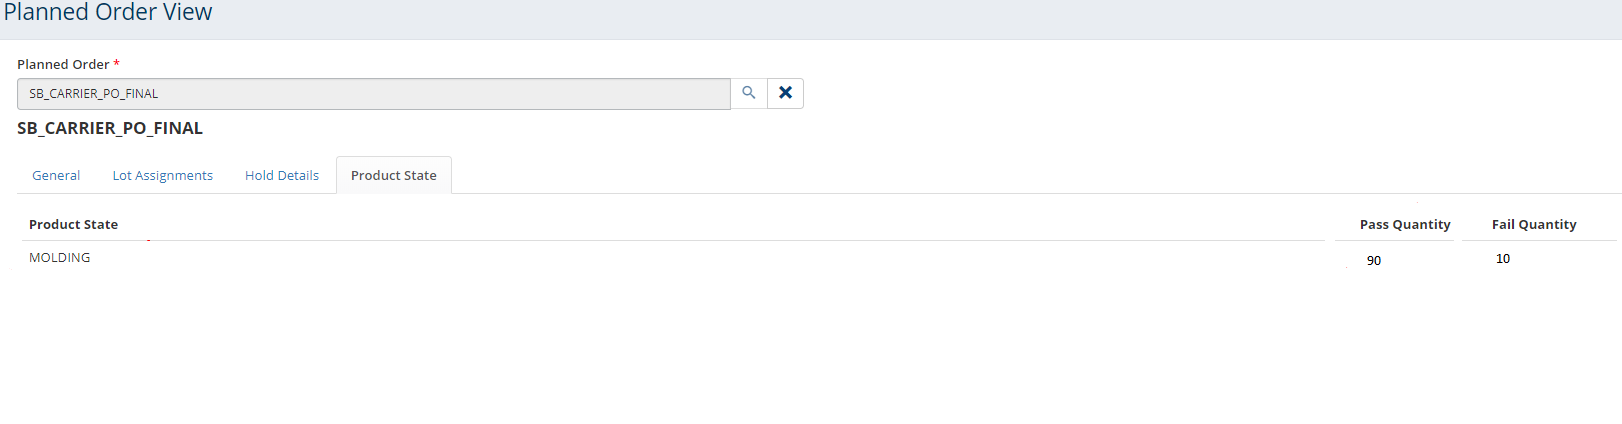 Planned Order View
Planned Order *
SB_CARRIER_PO_FINAL
SB_CARRIER_PO_FINAL
General Lot Assignments Hold Details Product State
Product State Pass Quantity Fail Quantity
MOLDING 90 10